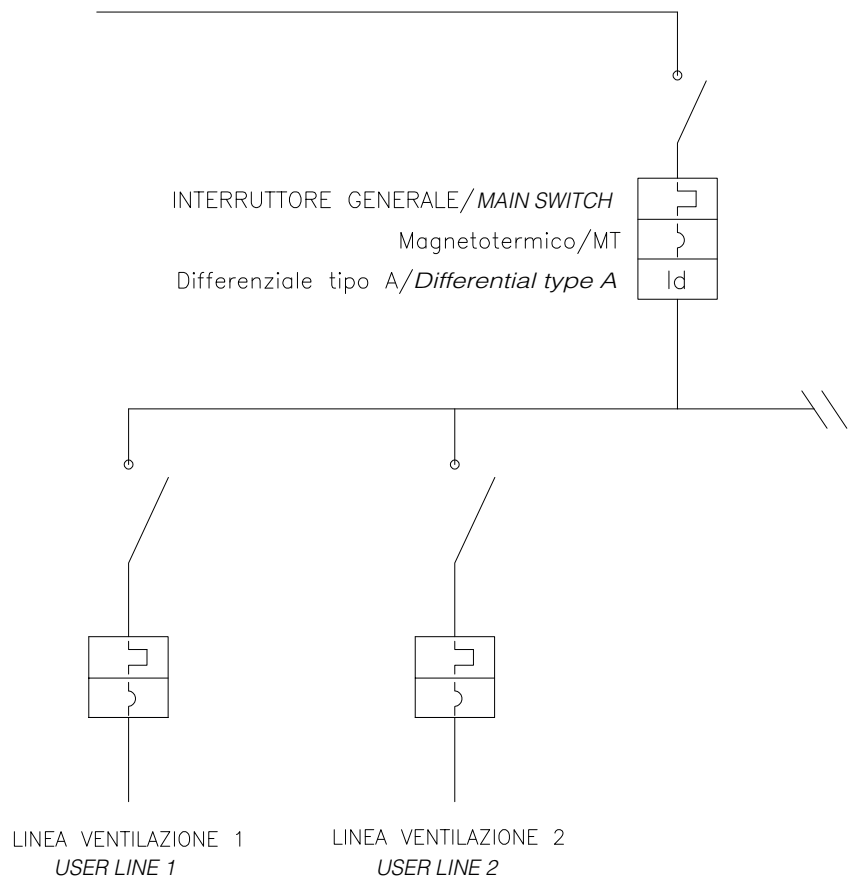 INTERRUTTORE GENERALE/MAIN SWITCH
Magnetotermico/MT
Differenziale tipo A/Differential type A
Id
LINEA VENTILAZIONE 1
USER LINE 1
LINEA VENTILAZIONE 2
USER LINE 2